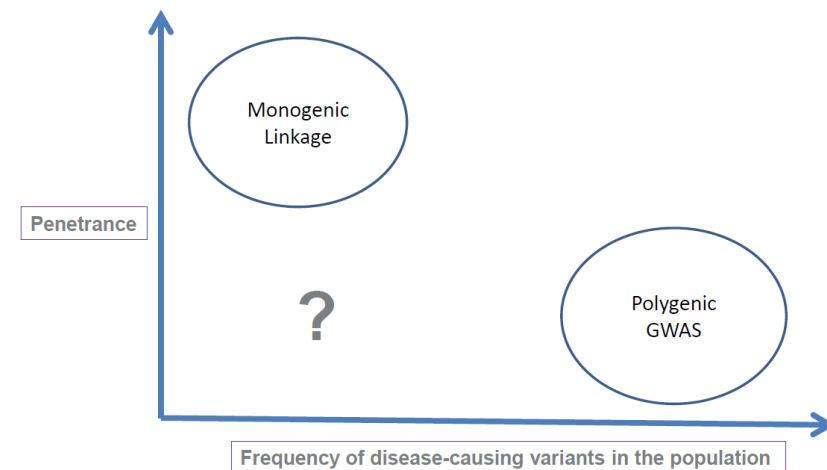 Monogenic
Linkage
Penetrance
Polygenic
GWAS
?
Frequency of disease-causing variants in the population